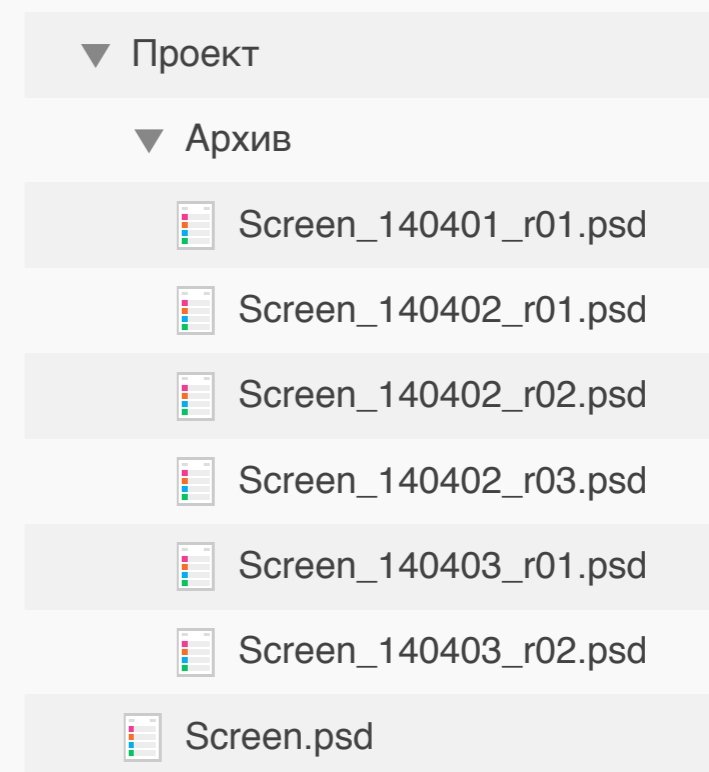 Проект
Архив
Screen_140401_r01.psd
Screen_140402_r01.psd
Screen_140402_r02.psd
Screen_140402_r03.psd
Screen_140403_r01.psd
Screen_140403_r02.psd
Screen.psd